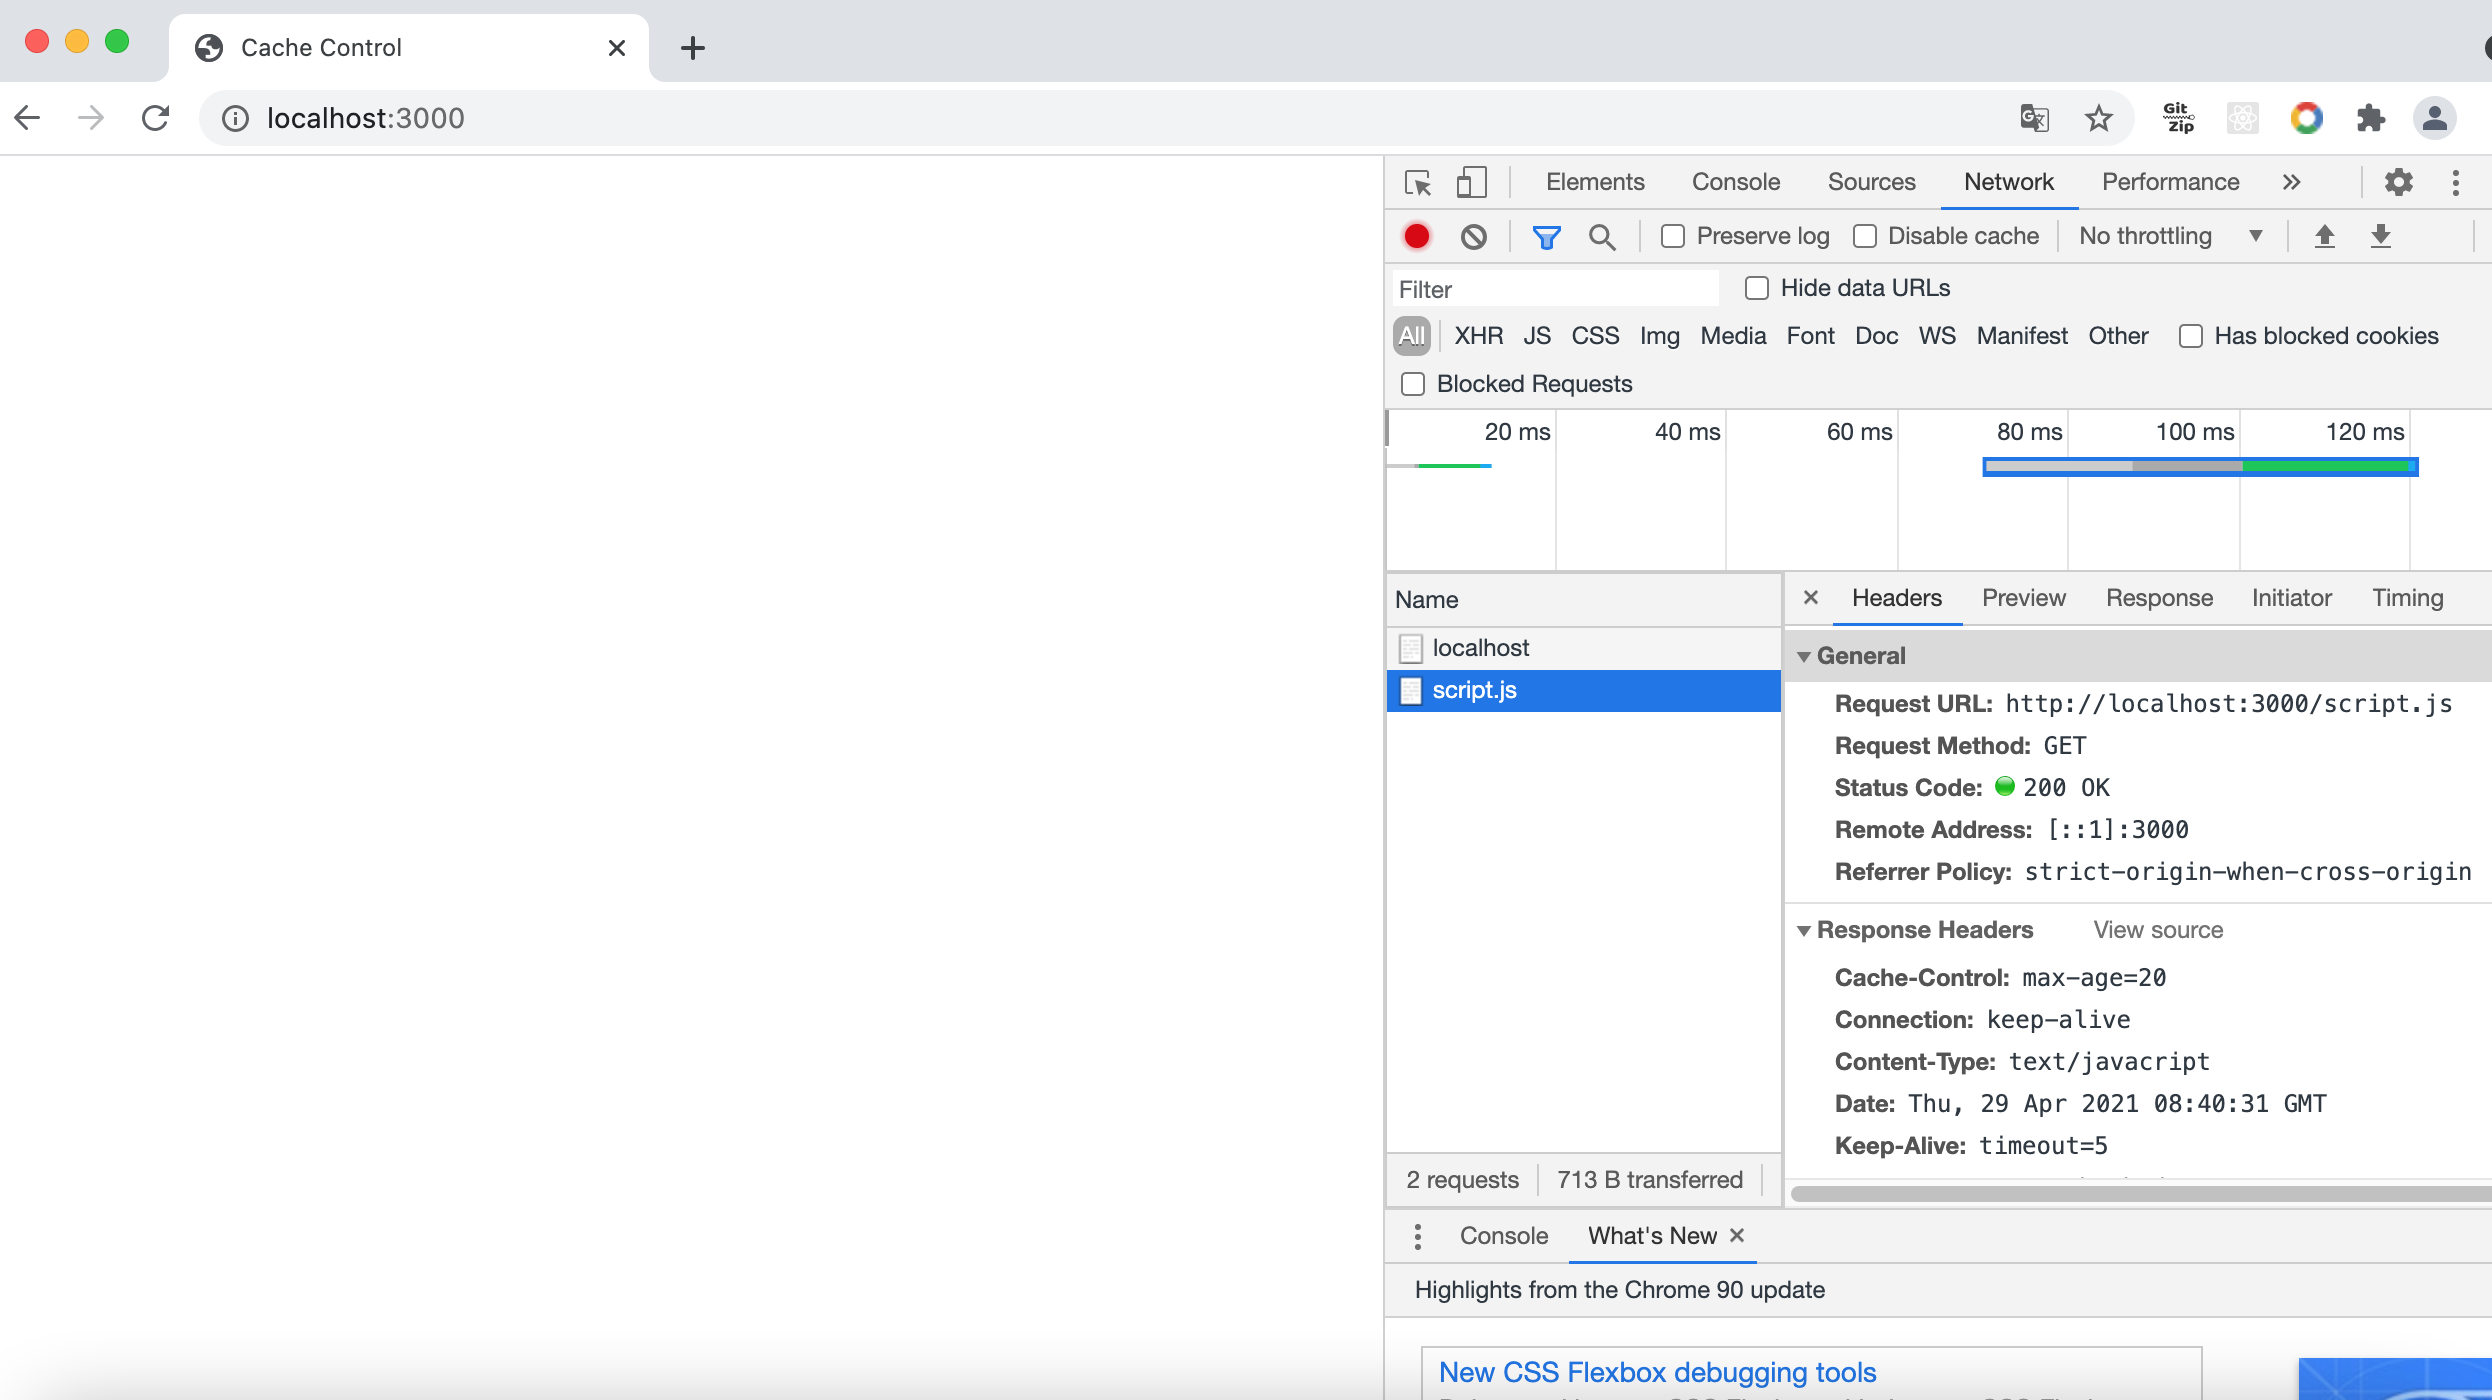 Cache Control
localhost:3000
Git Zip
Elements Console Sources Network Performance
Preserve log Disable cache No throttling
Filter Hide data URLs
All XHR JS CSS Img Media Font Doc WS Manifest Other Has blocked cookies
Blocked Requests
20 ms 40 ms 60 ms 80 ms 100 ms 120 ms
Name
Headers Preview Response Initiator Timing
localhost
script.js
General
Request URL: http://localhost:3000/script.js
Request Method: GET
Status Code: 200 OK
Remote Address: [::1]:3000
Referrer Policy: strict-origin-when-cross-origin
Response Headers View source
Cache-Control: max-age=20
Connection: keep-alive
Content-Type: text/javacript
Date: Thu, 29 Apr 2021 08:40:31 GMT
Keep-Alive: timeout=5
2 requests 713 B transferred
Console What's New
Highlights from the Chrome 90 update
New CSS Flexbox debugging tools